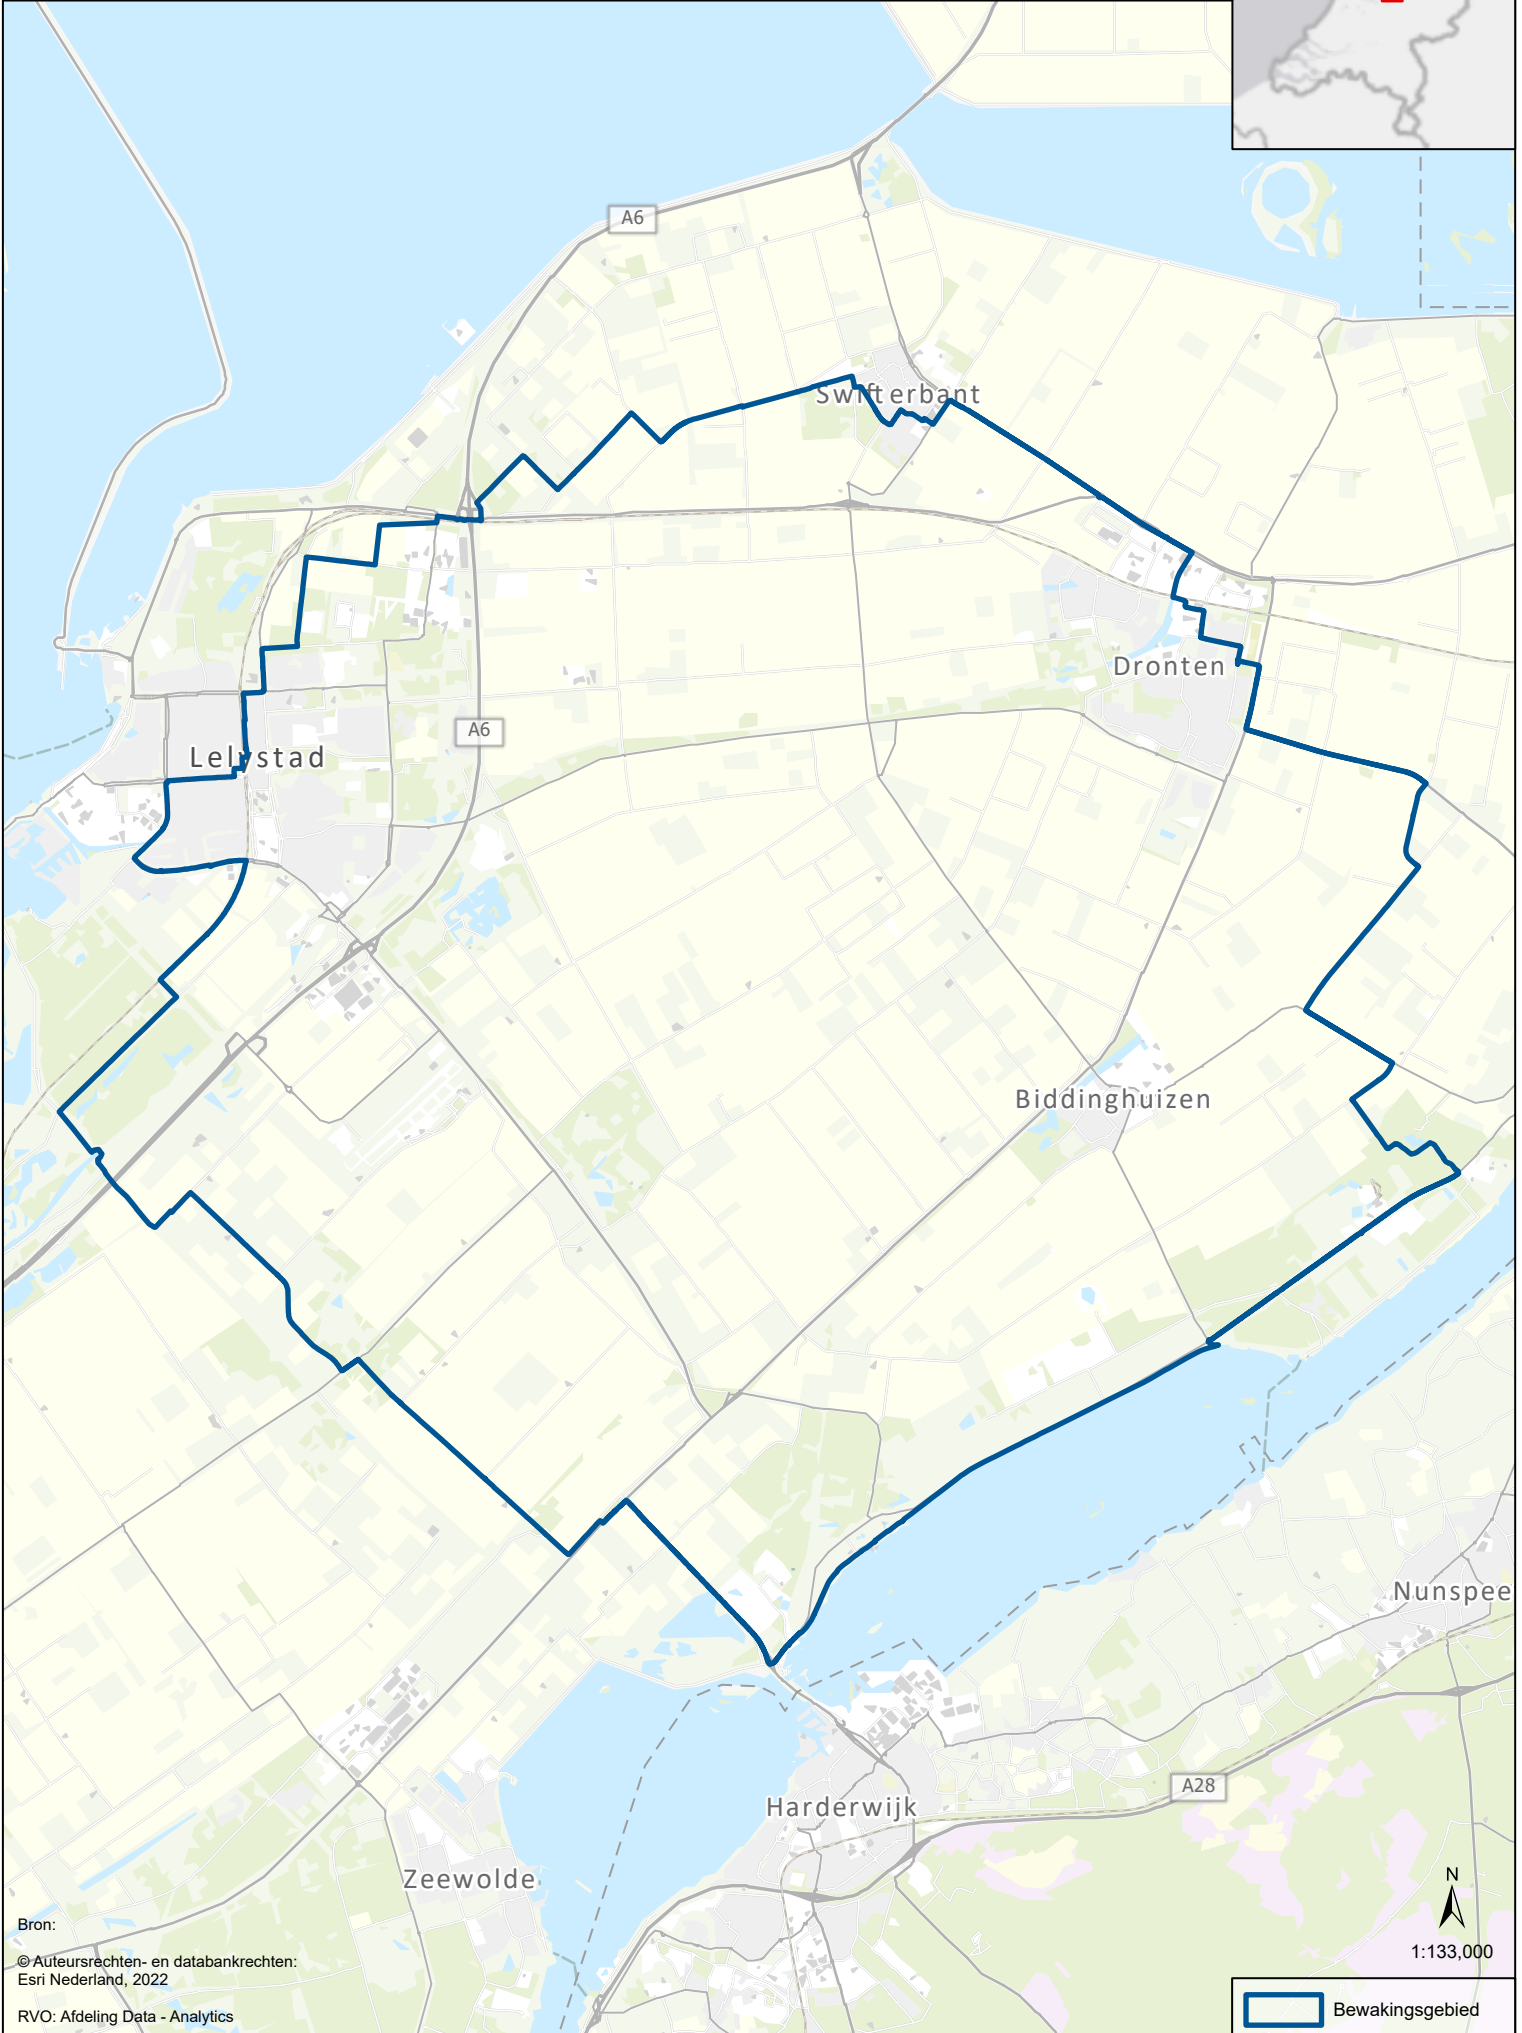 A6
Swifterbant
Dronten
A6
Lelystad
Biddinghuizen
Nunspee
A28
Harderwijk
Zeewolde
N
1:133,000
Bron:
© Auteursrechten- en databankrechten:
Esri Nederland, 2022
RVO: Afdeling Data - Analytics
Bewakingsgebied